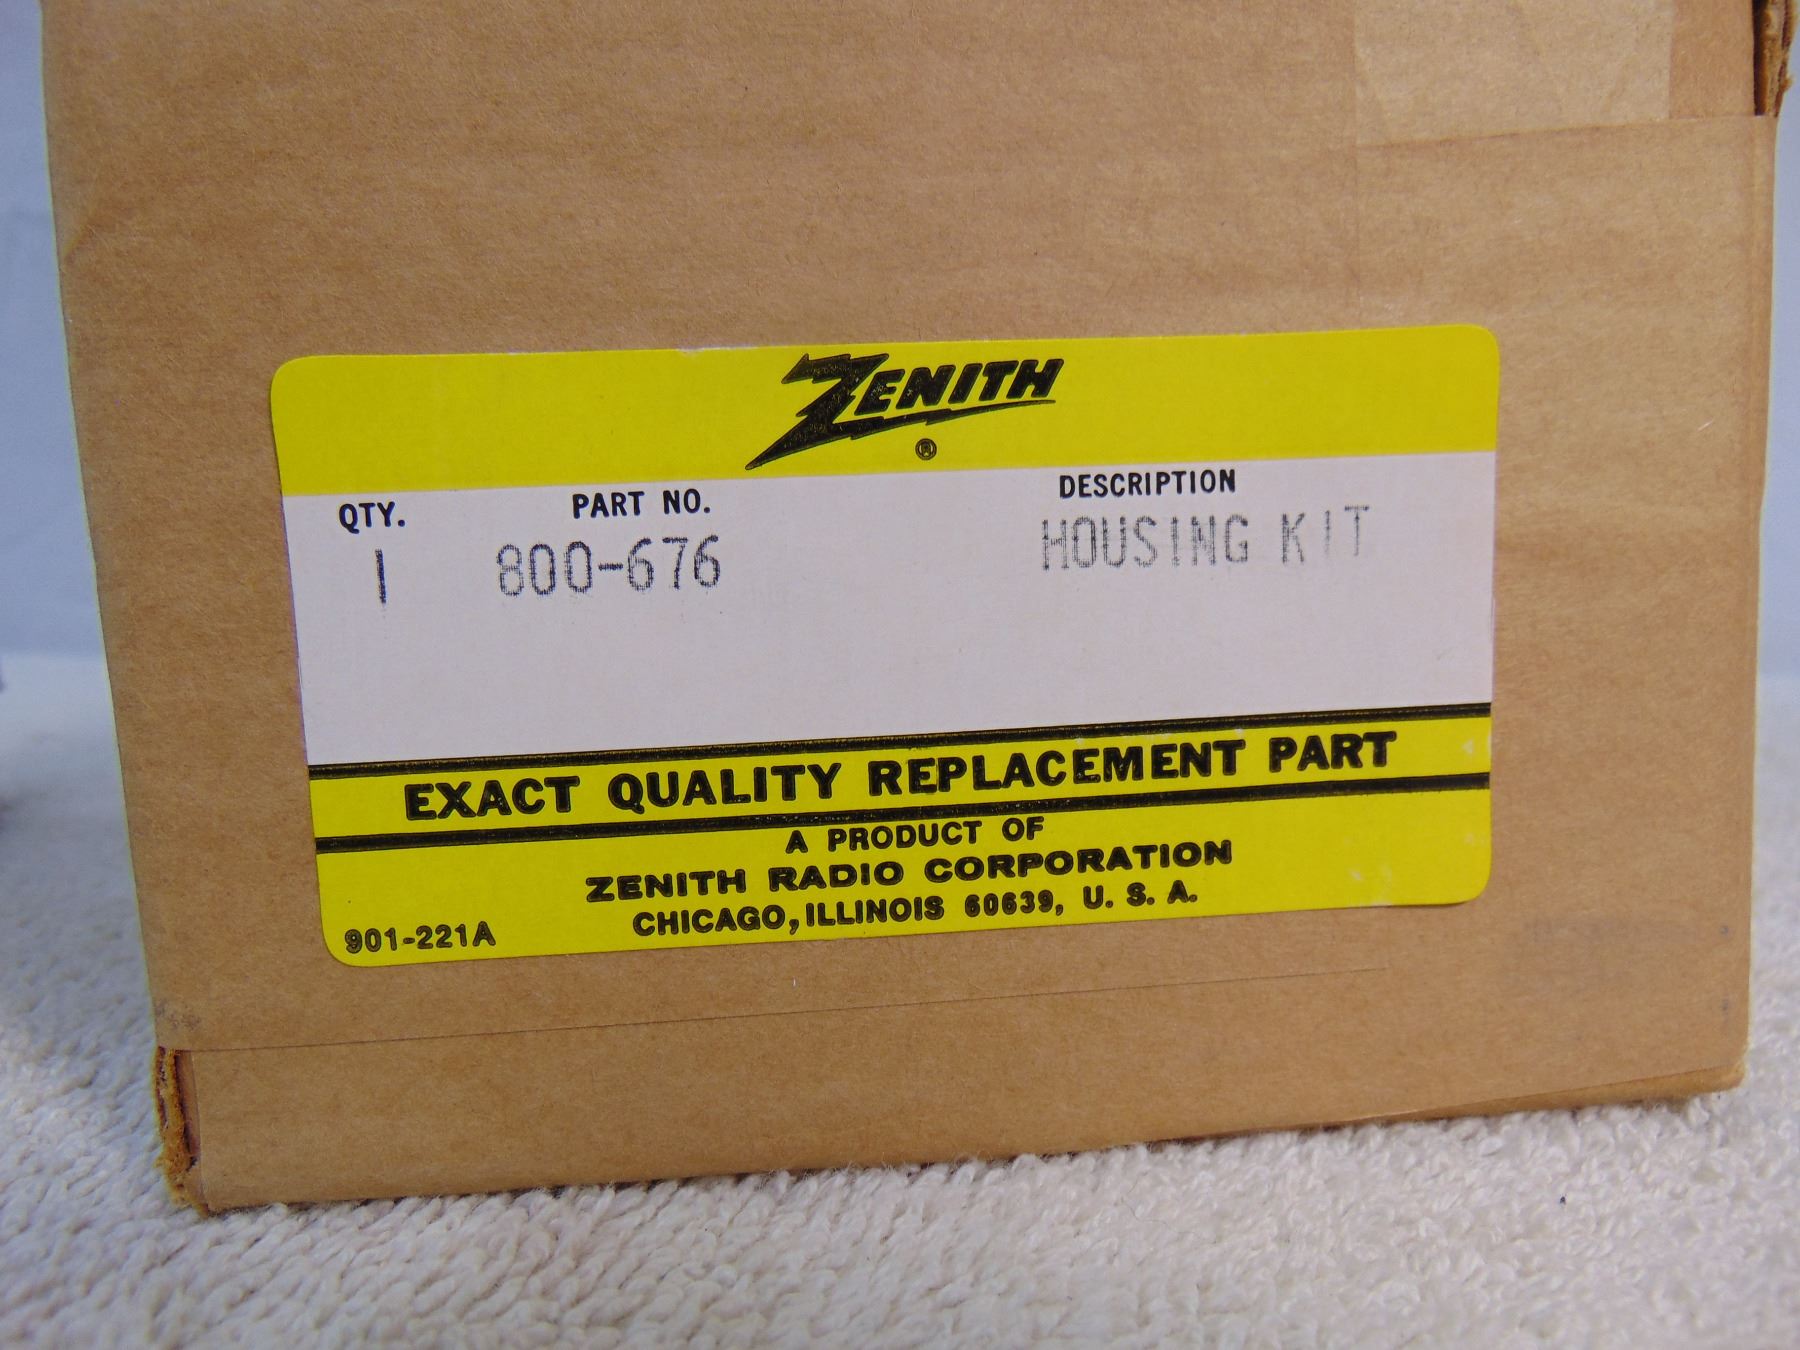 ZENITH
®
QTY. PART NO. DESCRIPTION
1 800-676 HOUSING KIT
EXACT QUALITY REPLACEMENT PART
A PRODUCT OF
ZENITH RADIO CORPORATION
CHICAGO, ILLINOIS 60639, U. S. A.
901-221A